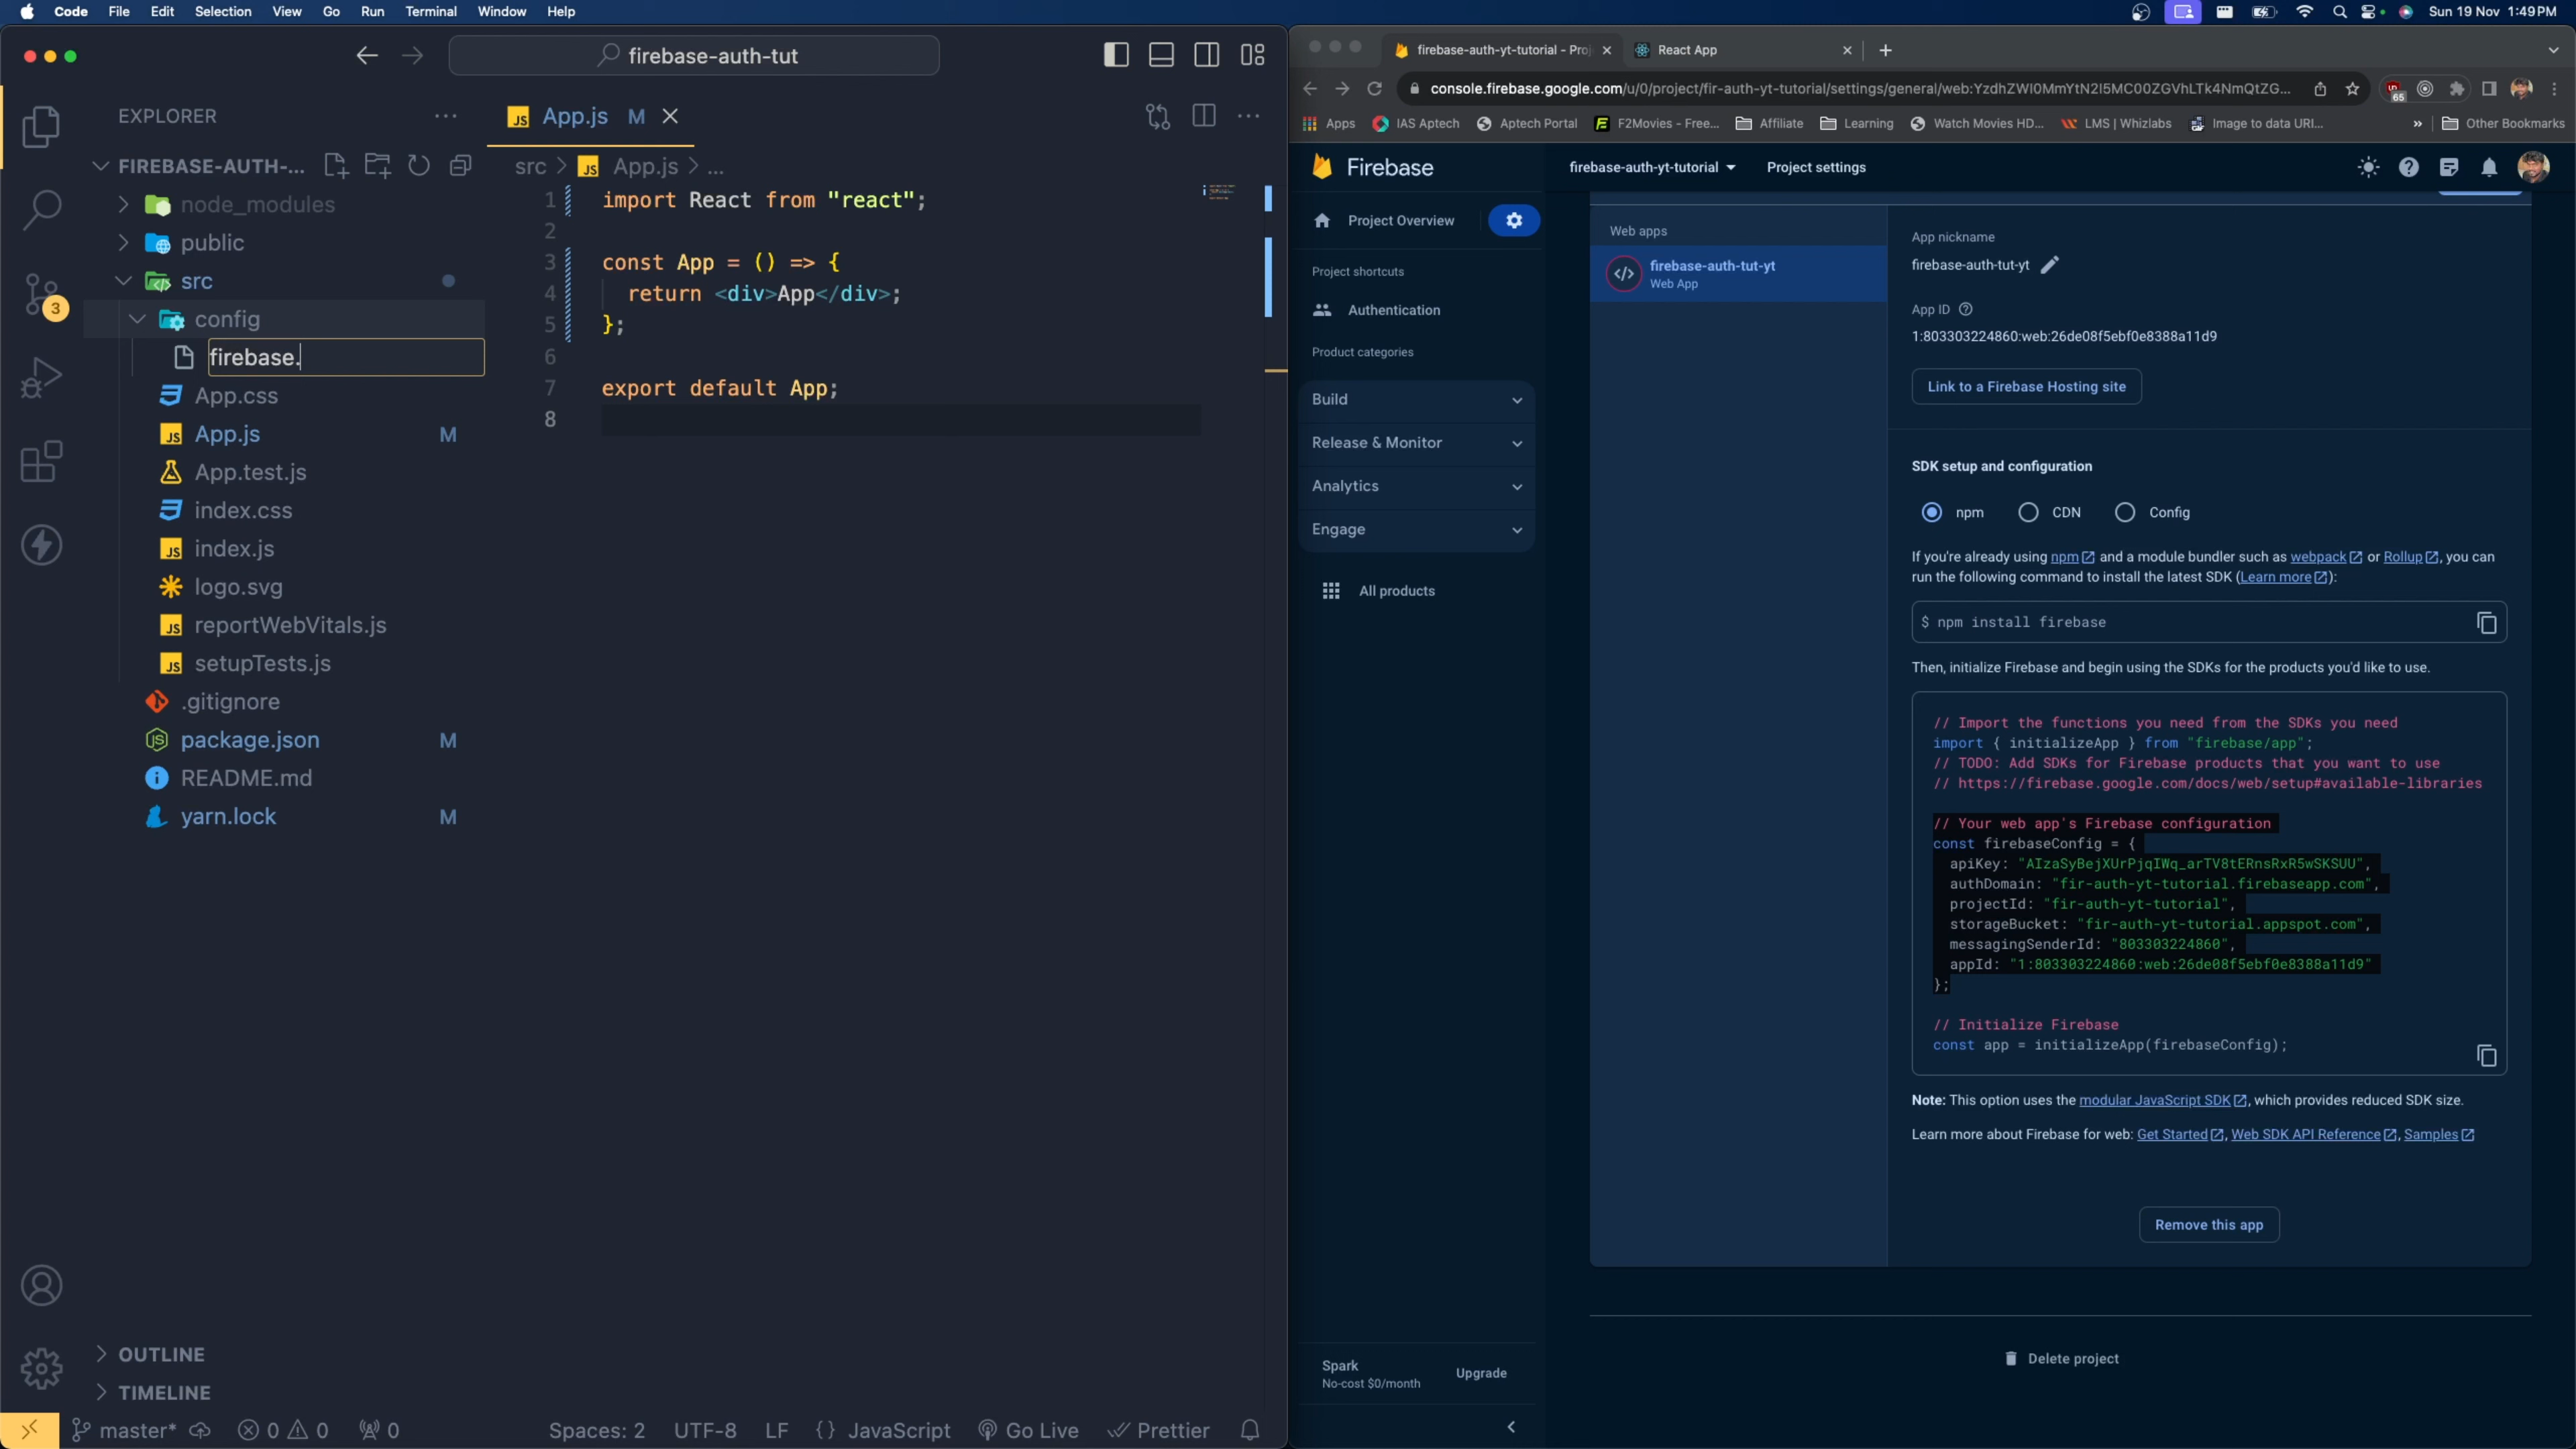 Code File Edit Selection View Go Run Terminal Window Help
Sun 19 Nov 1:49 PM
firebase-auth-tut
EXPLORER
FIREBASE-AUTH-...
node_modules
public
src
config
firebase.
App.css
App.js M
App.test.js
index.css
index.js
logo.svg
reportWebVitals.js
setupTests.js
.gitignore
package.json M
README.md
yarn.lock M
OUTLINE
TIMELINE
3
App.js M
src > App.js > ...
1 import React from "react";
2
3 const App = () => {
4 return <div>App</div>;
5 };
6
7 export default App;
8
master* 0 0 0 Spaces: 2 UTF-8 LF {} JavaScript Go Live Prettier
firebase-auth-yt-tutorial - Proj
React App
console.firebase.google.com/u/0/project/fir-auth-yt-tutorial/settings/general/web:YzdhZWI0MmYtN2I5MC00ZGVhLTk4NmQtZG...
65
Apps IAS Aptech Aptech Portal F2Movies - Free... Affiliate Learning Watch Movies HD... LMS | Whizlabs Image to data URI... » Other Bookmarks
Firebase
firebase-auth-yt-tutorial Project settings
Project Overview
Project shortcuts
Authentication
Product categories
Build
Release & Monitor
Analytics
Engage
All products
Spark
No-cost $0/month
Upgrade
Web apps
firebase-auth-tut-yt
Web App
App nickname
firebase-auth-tut-yt
App ID
1:803303224860:web:26de08f5ebf0e8388a11d9
Link to a Firebase Hosting site
SDK setup and configuration
npm CDN Config
If you're already using npm and a module bundler such as webpack or Rollup, you can
run the following command to install the latest SDK (Learn more):
$ npm install firebase
Then, initialize Firebase and begin using the SDKs for the products you'd like to use.
// Import the functions you need from the SDKs you need
import { initializeApp } from "firebase/app";
// TODO: Add SDKs for Firebase products that you want to use
// https://firebase.google.com/docs/web/setup#available-libraries
// Your web app's Firebase configuration
const firebaseConfig = {
apiKey: "AIzaSyBejXUrPjqIWq_arTV8tERnsRxR5wSKSUU",
authDomain: "fir-auth-yt-tutorial.firebaseapp.com",
projectId: "fir-auth-yt-tutorial",
storageBucket: "fir-auth-yt-tutorial.appspot.com",
messagingSenderId: "803303224860",
appId: "1:803303224860:web:26de08f5ebf0e8388a11d9"
};
// Initialize Firebase
const app = initializeApp(firebaseConfig);
Note: This option uses the modular JavaScript SDK, which provides reduced SDK size.
Learn more about Firebase for web: Get Started, Web SDK API Reference, Samples
Remove this app
Delete project